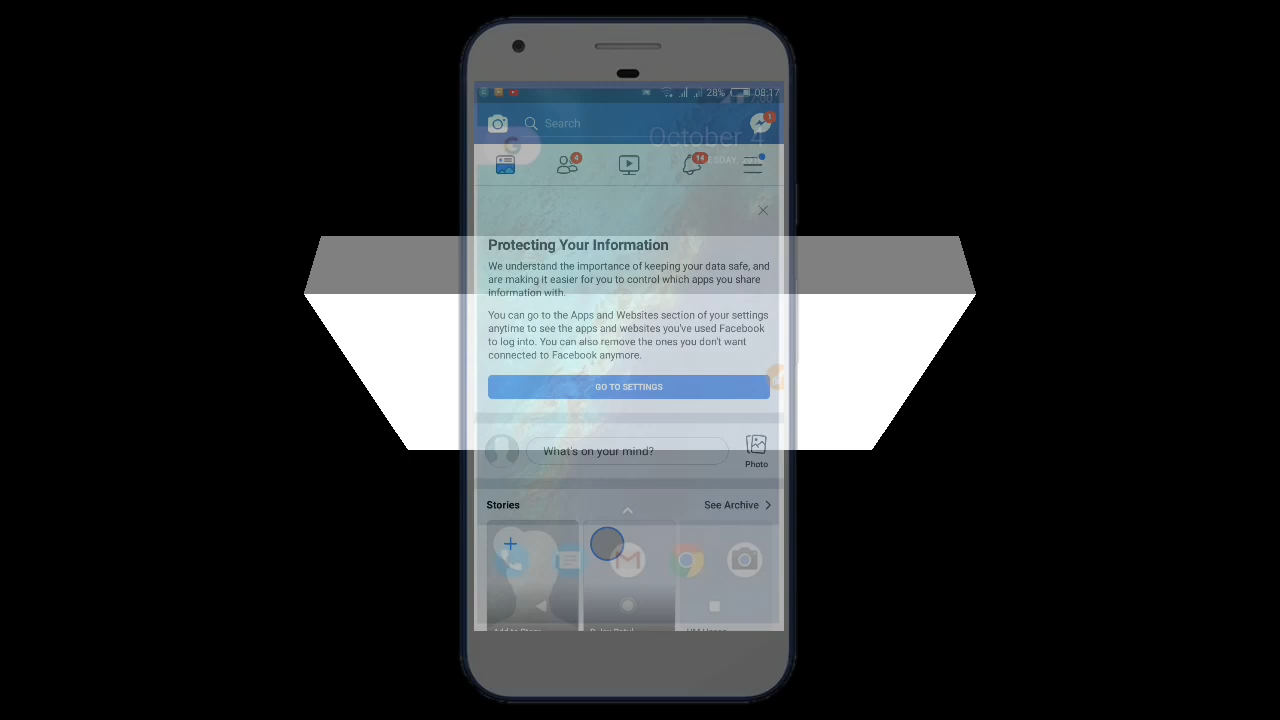 28% 08:17
Search
1
October 4
4
14
ESDAY,
Protecting Your Information
We understand the importance of keeping your data safe, and
are making it easier for you to control which apps you share
information with.
You can go to the Apps and Websites section of your settings
anytime to see the apps and websites you've used Facebook
to log into. You can also remove the ones you don't want
connected to Facebook anymore.
GO TO SETTINGS
What's on your mind?
Photo
Stories
See Archive